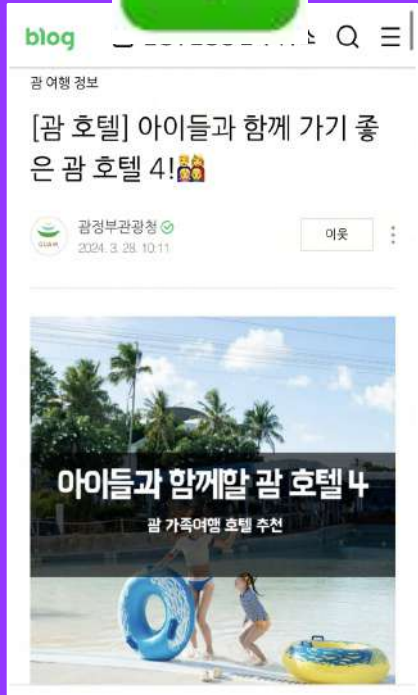 blog
괌 여행 정보
[괌 호텔] 아이들과 함께 가기 좋
은 괌 호텔 4!👨‍👩‍👧‍👦
GUAM
괌정부관광청
2024. 3. 28. 10:11
이웃
아이들과 함께할 괌 호텔 4
괌 가족여행 호텔 추천